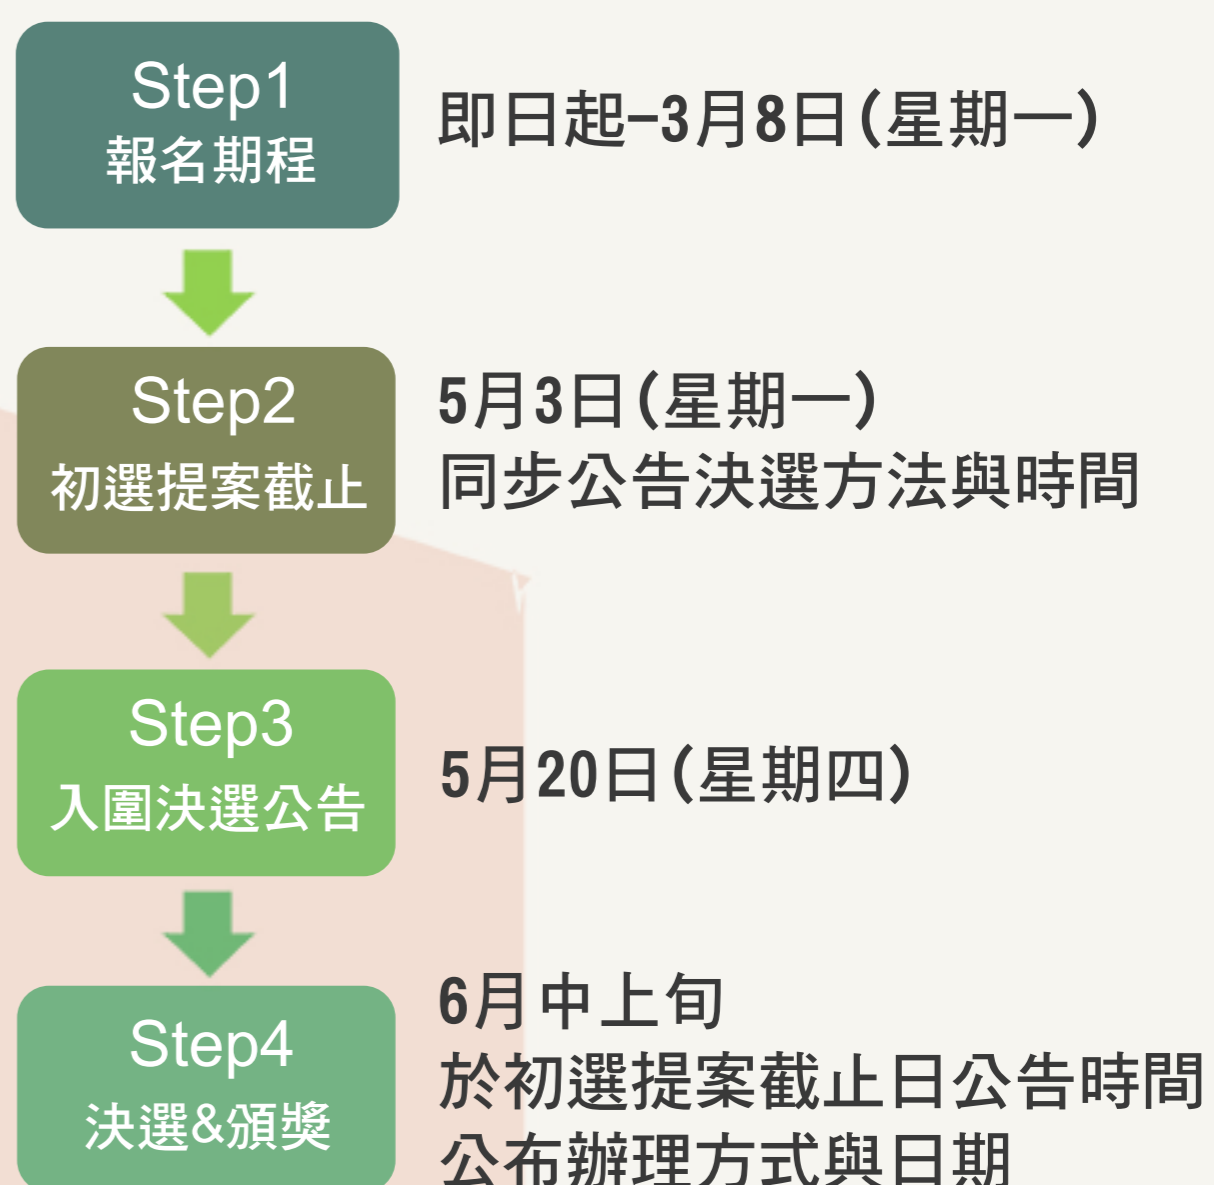 Step1
報名期程
即日起-3月8日(星期一)
Step2
初選提案截止
5月3日(星期一)
同步公告決選方法與時間
Step3
入圍決選公告
5月20日(星期四)
Step4
決選&頒獎
6月中上旬
於初選提案截止日公告時間
公布辦理方式與日期